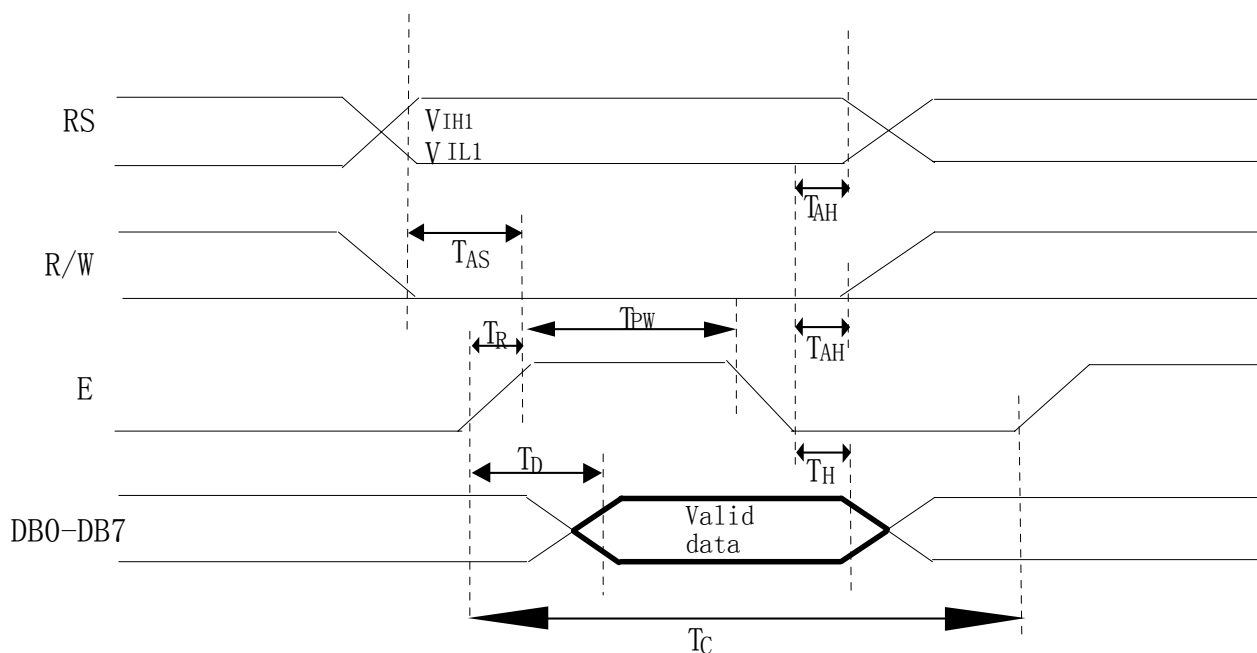 RS
VIH1
VIL1
TAH
TAS
R/W
TPW
TR
TAH
E
TD
TH
DB0-DB7
Valid
data
TC